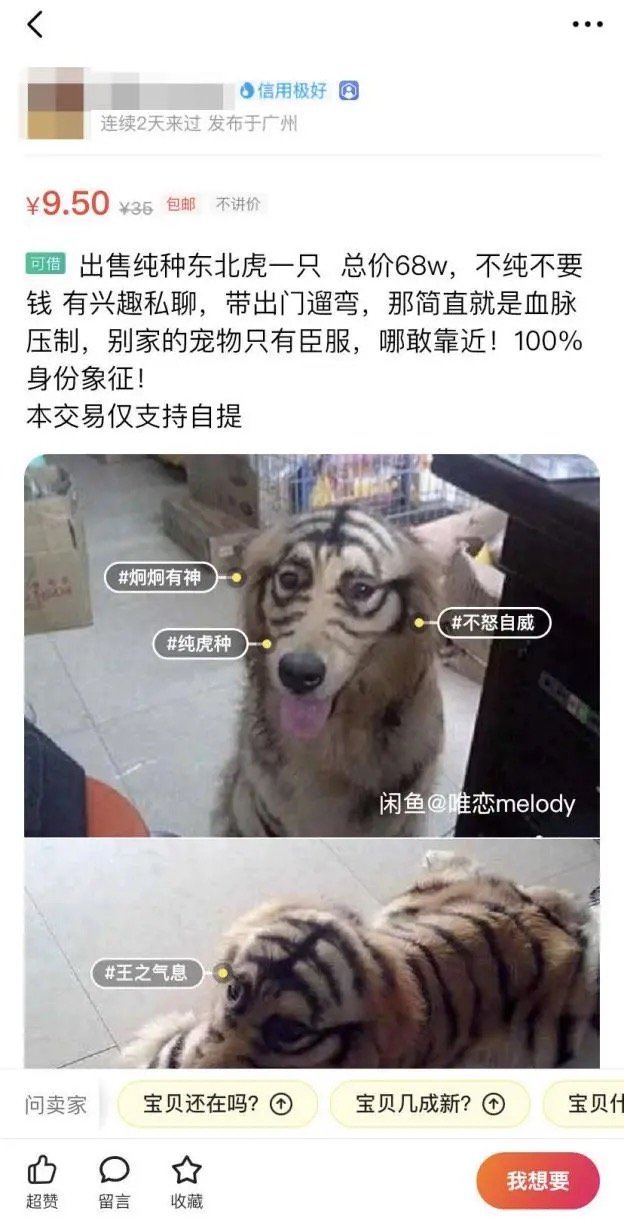 信用极好
连续2天来过 发布于广州
¥9.50 ¥35 包邮 不讲价
可借 出售纯种东北虎一只 总价68w，不纯不要
钱 有兴趣私聊，带出门遛弯，那简直就是血脉
压制，别家的宠物只有臣服，哪敢靠近！100%
身份象征！
本交易仅支持自提
#炯炯有神
#不怒自威
#纯虎种
闲鱼@唯恋melody
#王之气息
问卖家 宝贝还在吗？ 宝贝几成新？ 宝贝什
超赞 留言 收藏 我想要